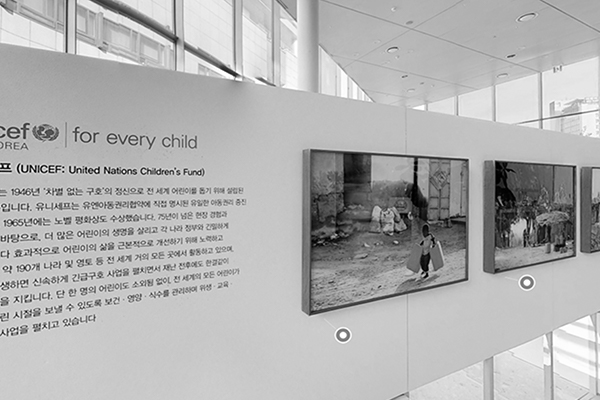 cef | for every child
OREA
프 (UNICEF: United Nations Children's Fund)
는 1946년 '차별 없는 구호'의 정신으로 전 세계 어린이를 돕기 위해 설립된
입니다. 유니세프는 유엔아동권리협약에 직접 명시된 유일한 아동권리 증진
1965년에는 노벨 평화상도 수상했습니다. 75년이 넘은 현장 경험과
바탕으로, 더 많은 어린이의 생명을 살리고 각 나라 정부와 긴밀하게
다 효과적으로 어린이의 삶을 근본적으로 개선하기 위해 노력하고
약 190개 나라 및 영토 등 전 세계 거의 모든 곳에서 활동하고 있으며,
생하면 신속하게 긴급구호 사업을 펼치면서 재난 전후에도 한결같이
을 지킵니다. 단 한 명의 어린이도 소외됨 없이, 전 세계의 모든 어린이가
린 시절을 보낼 수 있도록 보건·영양·식수를 관리하며 위생·교육
사업을 펼치고 있습니다